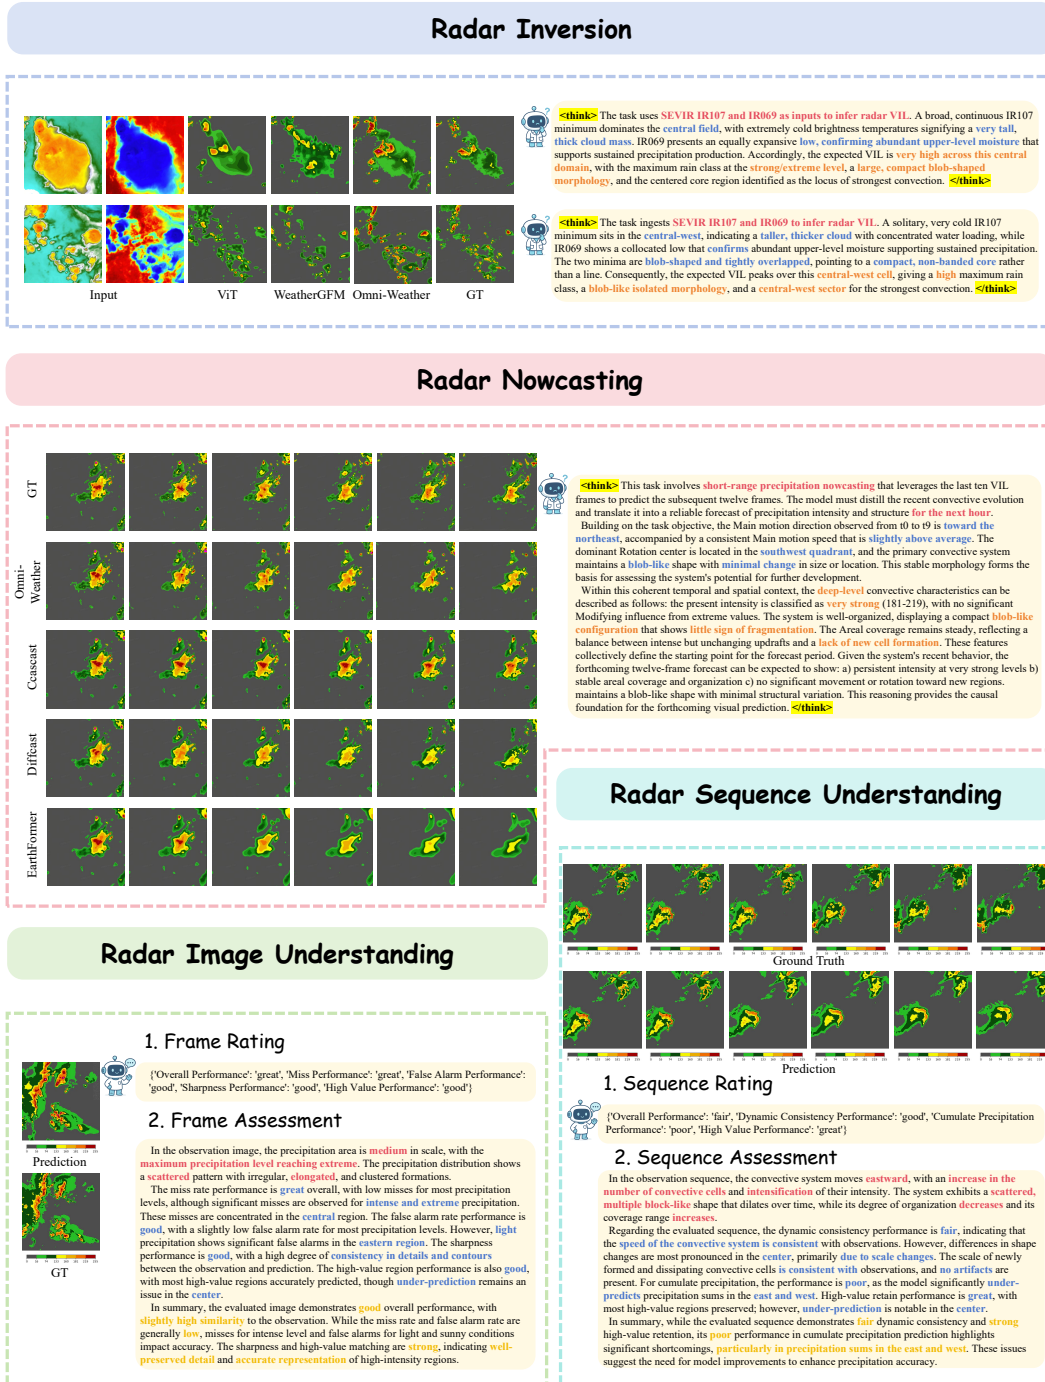 Radar Inversion
<think> The task uses SEVIR IR107 and IR069 as inputs to infer radar VIL. A broad, continuous IR107
minimum dominates the central field, with extremely cold brightness temperatures signifying a very tall,
thick cloud mass. IR069 presents an equally expansive low, confirming abundant upper-level moisture that
supports sustained precipitation production. Accordingly, the expected VIL is very high across this central
domain, with the maximum rain class at the strong/extreme level, a large, compact blob-shaped
morphology, and the centered core region identified as the locus of strongest convection. </think>
<think> The task ingests SEVIR IR107 and IR069 to infer radar VIL. A solitary, very cold IR107
minimum sits in the central-west, indicating a taller, thicker cloud with concentrated water loading, while
IR069 shows a collocated low that confirms abundant upper-level moisture supporting sustained precipitation.
The two minima are blob-shaped and tightly overlapped, pointing to a compact, non-banded core rather
than a line. Consequently, the expected VIL peaks over this central-west cell, giving a high maximum rain
class, a blob-like isolated morphology, and a central-west sector for the strongest convection. </think>
Input
ViT
WeatherGFM
Omni-Weather
GT
Radar Nowcasting
GT
Omni-
Weather
Ccascast
Diffcast
EarthFormer
<think> This task involves short-range precipitation nowcasting that leverages the last ten VIL
frames to predict the subsequent twelve frames. The model must distill the recent convective evolution
and translate it into a reliable forecast of precipitation intensity and structure for the next hour.
Building on the task objective, the Main motion direction observed from t0 to t9 is toward the
northeast, accompanied by a consistent Main motion speed that is slightly above average. The
dominant Rotation center is located in the southwest quadrant, and the primary convective system
maintains a blob-like shape with minimal change in size or location. This stable morphology forms the
basis for assessing the system's potential for further development.
Within this coherent temporal and spatial context, the deep-level convective characteristics can be
described as follows: the present intensity is classified as very strong (181-219), with no significant
Modifying influence from extreme values. The system is well-organized, displaying a compact blob-like
configuration that shows little sign of fragmentation. The Areal coverage remains steady, reflecting a
balance between intense but unchanging updrafts and a lack of new cell formation. These features
collectively define the starting point for the forecast period. Given the system's recent behavior, the
forthcoming twelve-frame forecast can be expected to show: a) persistent intensity at very strong levels b)
stable areal coverage and organization c) no significant movement or rotation toward new regions.
maintains a blob-like shape with minimal structural variation. This reasoning provides the causal
foundation for the forthcoming visual prediction. </think>
Radar Sequence Understanding
Ground Truth
Prediction
1. Sequence Rating
{'Overall Performance': 'fair', 'Dynamic Consistency Performance': 'good', 'Cumulate Precipitation
Performance': 'poor', 'High Value Performance': 'great'}
2. Sequence Assessment
In the observation sequence, the convective system moves eastward, with an increase in the
number of convective cells and intensification of their intensity. The system exhibits a scattered,
multiple block-like shape that dilates over time, while its degree of organization decreases and its
coverage range increases.
Regarding the evaluated sequence, the dynamic consistency performance is fair, indicating that
the speed of the convective system is consistent with observations. However, differences in shape
changes are most pronounced in the center, primarily due to scale changes. The scale of newly
formed and dissipating convective cells is consistent with observations, and no artifacts are
present. For cumulate precipitation, the performance is poor, as the model significantly under-
predicts precipitation sums in the east and west. High-value retain performance is great, with
most high-value regions preserved; however, under-prediction is notable in the center.
In summary, while the evaluated sequence demonstrates fair dynamic consistency and strong
high-value retention, its poor performance in cumulate precipitation prediction highlights
significant shortcomings, particularly in precipitation sums in the east and west. These issues
suggest the need for model improvements to enhance precipitation accuracy.
Radar Image Understanding
1. Frame Rating
{'Overall Performance': 'great', 'Miss Performance': 'great', 'False Alarm Performance':
'good', 'Sharpness Performance': 'good', 'High Value Performance': 'good'}
2. Frame Assessment
Prediction
GT
In the observation image, the precipitation area is medium in scale, with the
maximum precipitation level reaching extreme. The precipitation distribution shows
a scattered pattern with irregular, elongated, and clustered formations.
The miss rate performance is great overall, with low misses for most precipitation
levels, although significant misses are observed for intense and extreme precipitation.
These misses are concentrated in the central region. The false alarm rate performance is
good, with a slightly low false alarm rate for most precipitation levels. However, light
precipitation shows significant false alarms in the eastern region. The sharpness
performance is good, with a high degree of consistency in details and contours
between the observation and prediction. The high-value region performance is also good,
with most high-value regions accurately predicted, though under-prediction remains an
issue in the center.
In summary, the evaluated image demonstrates good overall performance, with
slightly high similarity to the observation. While the miss rate and false alarm rate are
generally low, misses for intense level and false alarms for light and sunny conditions
impact accuracy. The sharpness and high-value matching are strong, indicating well-
preserved detail and accurate representation of high-intensity regions.